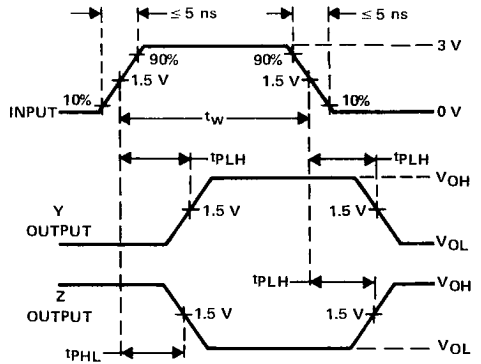 ≤ 5 ns ≤ 5 ns
3 V
90% 90%
1.5 V 1.5 V
10% 10%
INPUT tw 0 V
tPLH tPLH
VOH
Y OUTPUT 1.5 V 1.5 V
VOL
Z OUTPUT tPLH VOH
1.5 V 1.5 V
tPHL VOL